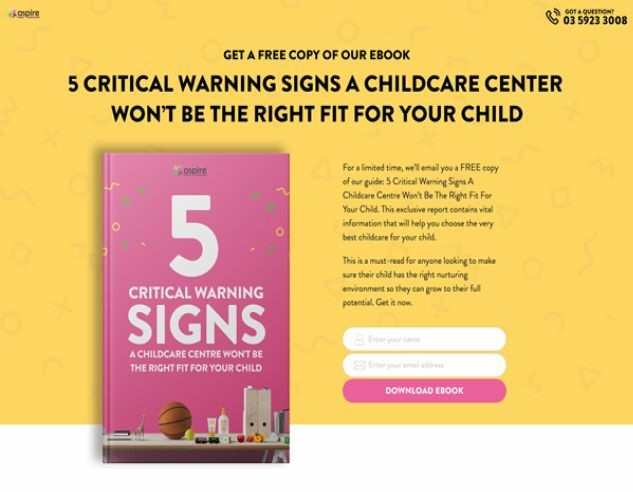 aspire
GOT A QUESTION?
03 5923 3008
GET A FREE COPY OF OUR EBOOK
5 CRITICAL WARNING SIGNS A CHILDCARE CENTER
WON'T BE THE RIGHT FIT FOR YOUR CHILD
aspire
5
CRITICAL WARNING
SIGNS
A CHILDCARE CENTRE WON'T BE
THE RIGHT FIT FOR YOUR CHILD
For a limited time, we'll email you a FREE copy
of our guide: 5 Critical Warning Signs A
Childcare Centre Won't Be The Right Fit For
Your Child. This exclusive report contains vital
information that will help you choose the very
best childcare for your child.
This is a must-read for anyone looking to make
sure their child has the right nurturing
environment so they can grow to their full
potential. Get it now.
Enter your name
Enter your email address
DOWNLOAD EBOOK